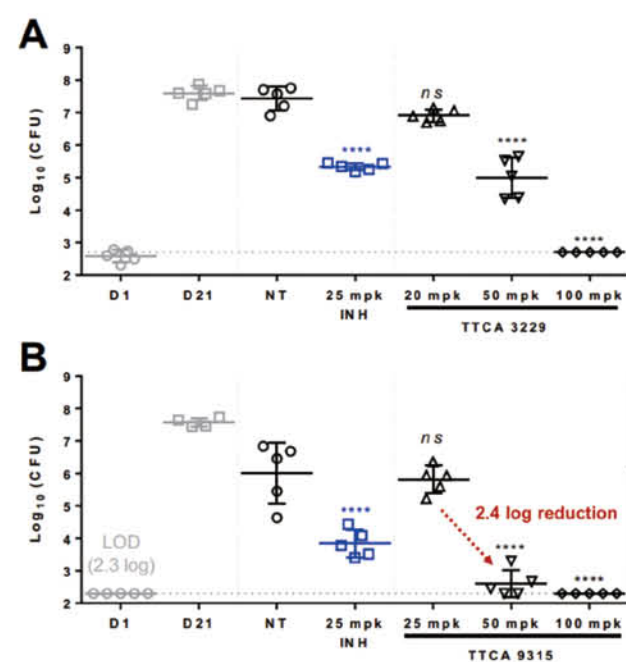 A
Log10 (CFU)
9
8
7
6
5
4
3
2
ns
****
****
****
D1
D21
NT
25 mpk
INH
20 mpk
50 mpk
100 mpk
TTCA 3229
B
Log10 (CFU)
9
8
7
6
5
4
3
2
ns
2.4 log reduction
****
****
****
LOD
(2.3 log)
D1
D21
NT
25 mpk
INH
25 mpk
50 mpk
100 mpk
TTCA 9315